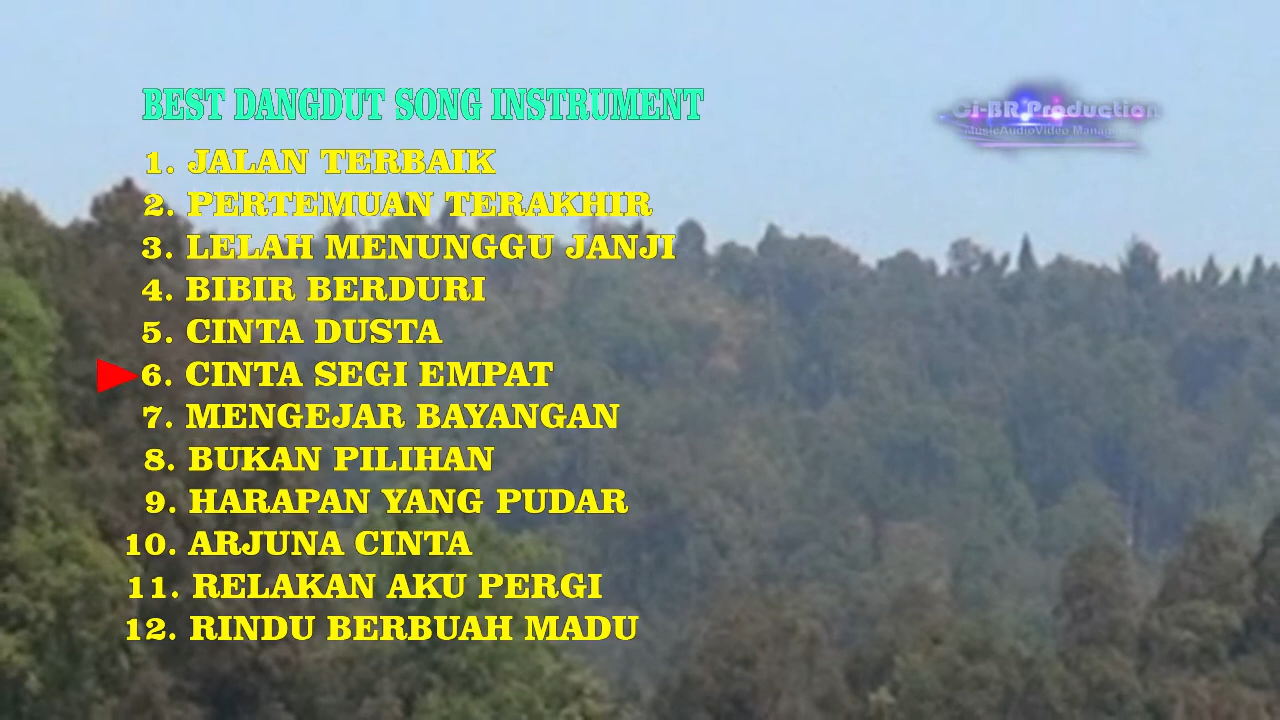 BEST DANGDUT SONG INSTRUMENT
1. JALAN TERBAIK
2. PERTEMUAN TERAKHIR
3. LELAH MENUNGGU JANJI
4. BIBIR BERDURI
5. CINTA DUSTA
6. CINTA SEGI EMPAT
7. MENGEJAR BAYANGAN
8. BUKAN PILIHAN
9. HARAPAN YANG PUDAR
10. ARJUNA CINTA
11. RELAKAN AKU PERGI
12. RINDU BERBUAH MADU
Production
MusicAudioVideo